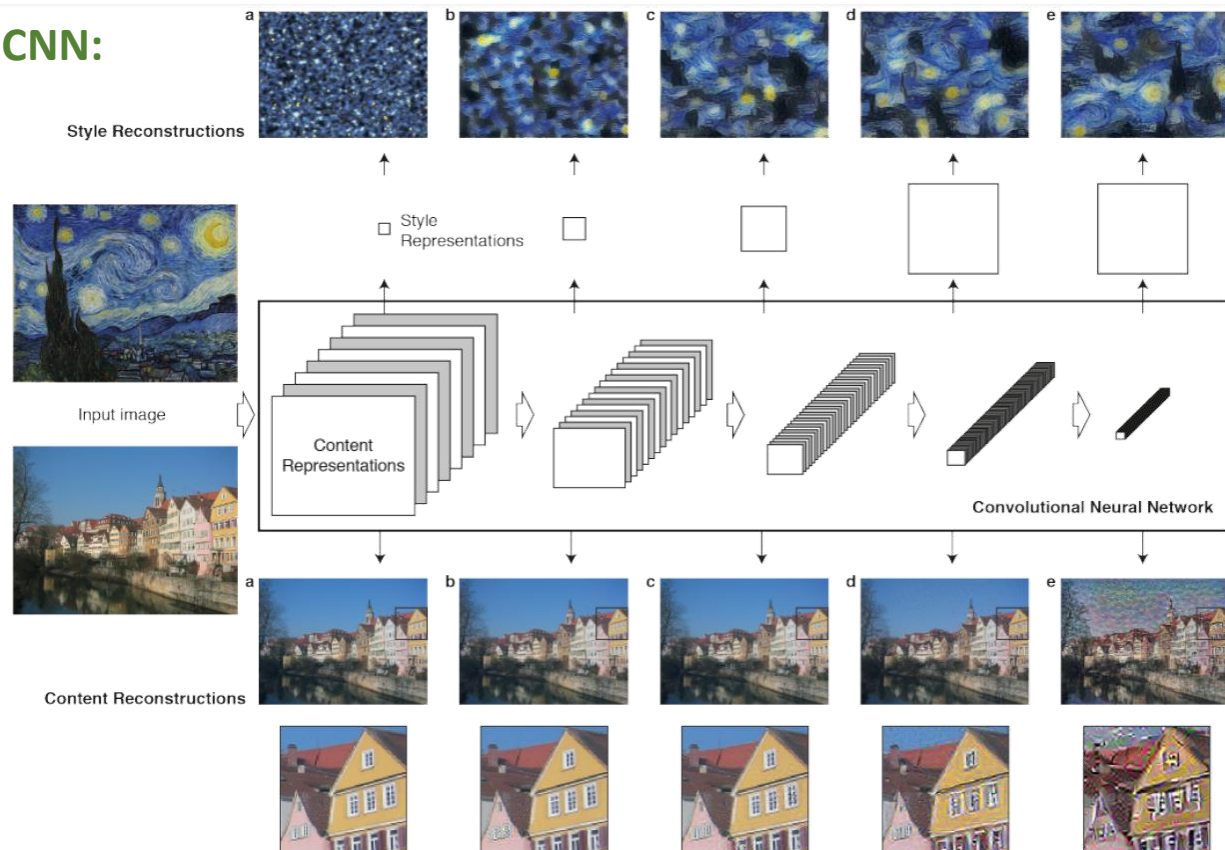 CNN:
a b c d e
Style Reconstructions
Style
Representations
Input image
Content
Representations
Convolutional Neural Network
a b c d e
Content Reconstructions